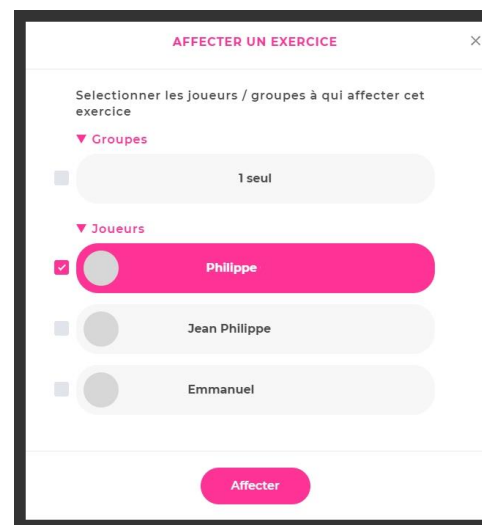 AFFECTER UN EXERCICE
Selectionner les joueurs / groupes à qui affecter cet
exercice
Groupes
1 seul
Joueurs
Philippe
Jean Philippe
Emmanuel
Affecter